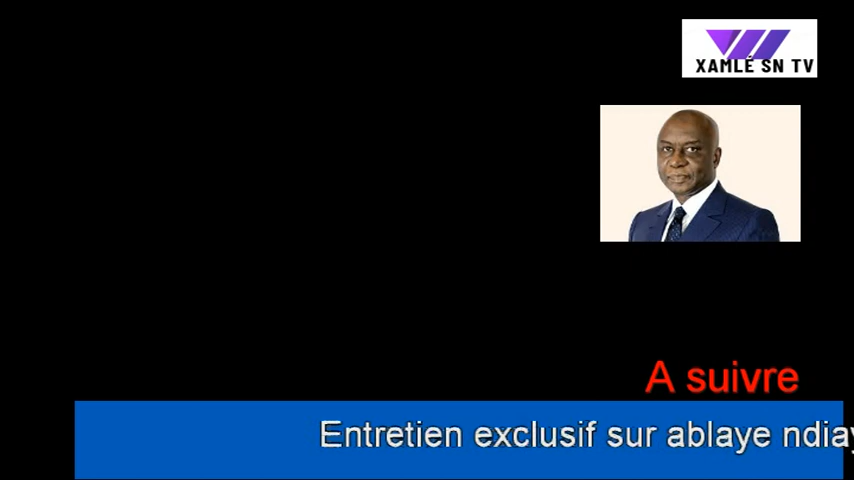 XAMLÉ SN TV
A suivre
Entretien exclusif sur ablaye ndiay